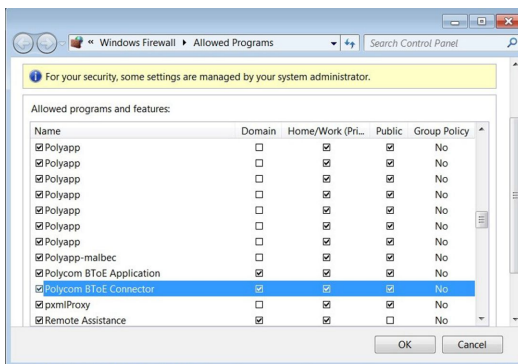 « Windows Firewall ▸ Allowed Programs Search Control Panel
For your security, some settings are managed by your system administrator.
Allowed programs and features:
Name Domain Home/Work (Pri... Public Group Policy
Polyapp No
Polyapp No
Polyapp No
Polyapp No
Polyapp No
Polyapp No
Polyapp No
Polyapp-malbec No
Polycom BToE Application No
Polycom BToE Connector No
pxmlProxy No
Remote Assistance No
OK Cancel